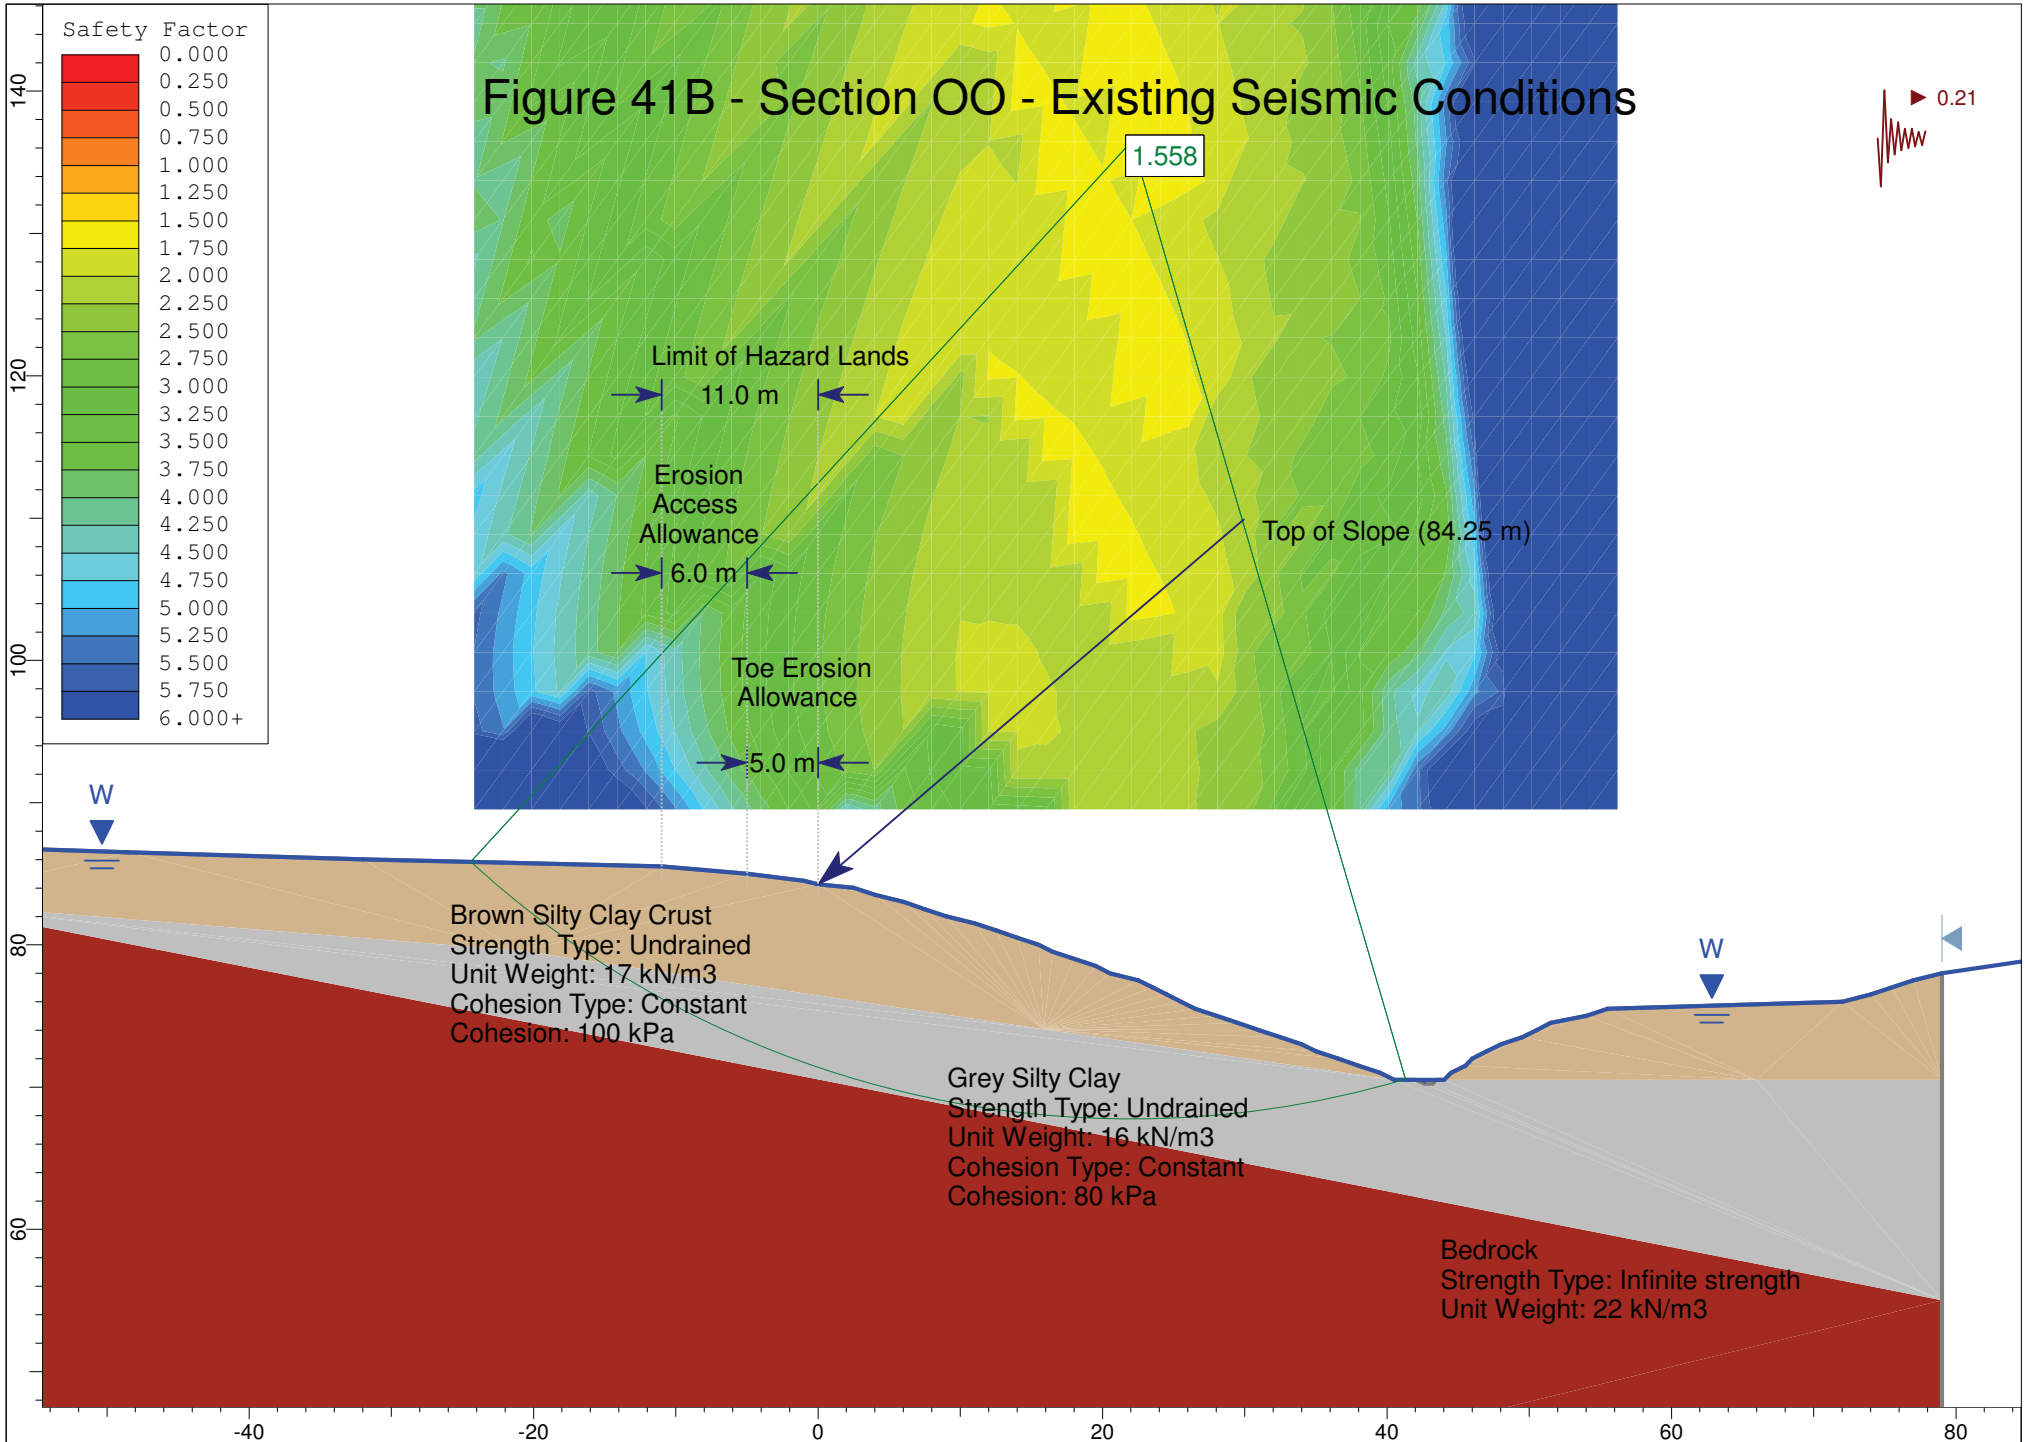 Safety Factor
0.000
0.250
0.500
0.750
1.000
1.250
1.500
1.750
2.000
2.250
2.500
2.750
3.000
3.250
3.500
3.750
4.000
4.250
4.500
4.750
5.000
5.250
5.500
5.750
6.000+
Figure 41B - Section OO - Existing Seismic Conditions
0.21
1.558
Limit of Hazard Lands
11.0 m
Erosion
Access
Allowance
6.0 m
Top of Slope (84.25 m)
Toe Erosion
Allowance
5.0 m
W
W
Brown Silty Clay Crust
Strength Type: Undrained
Unit Weight: 17 kN/m3
Cohesion Type: Constant
Cohesion: 100 kPa
Grey Silty Clay
Strength Type: Undrained
Unit Weight: 16 kN/m3
Cohesion Type: Constant
Cohesion: 80 kPa
Bedrock
Strength Type: Infinite strength
Unit Weight: 22 kN/m3
140
120
100
80
60
-40
-20
0
20
40
60
80